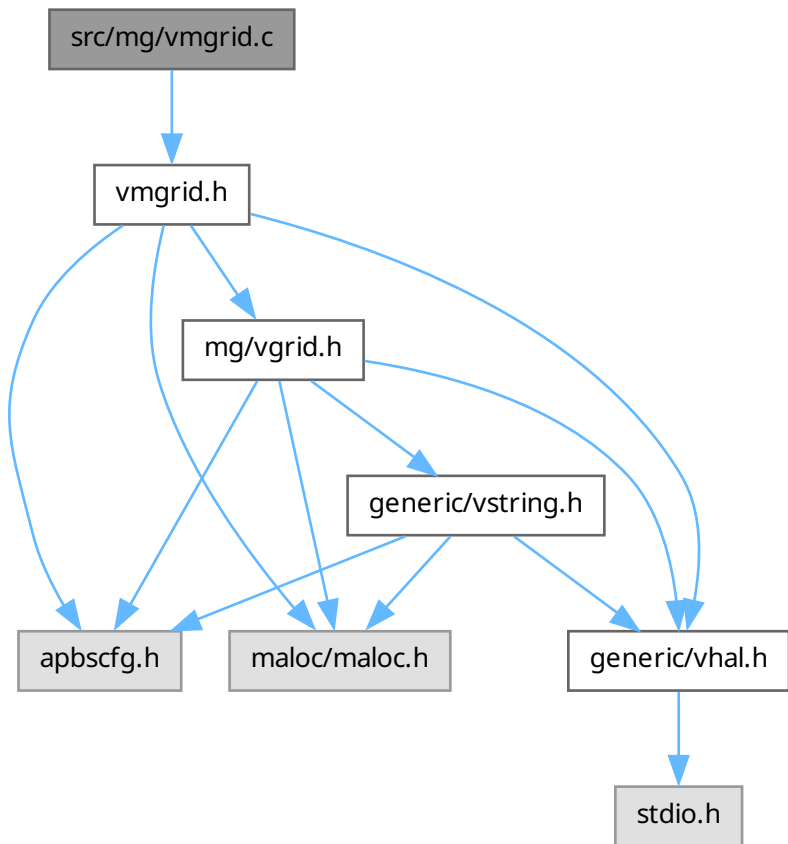 src/mg/vmgrid.c
vmgrid.h
mg/vgrid.h
generic/vstring.h
apbscfg.h
maloc/maloc.h
generic/vhal.h
stdio.h